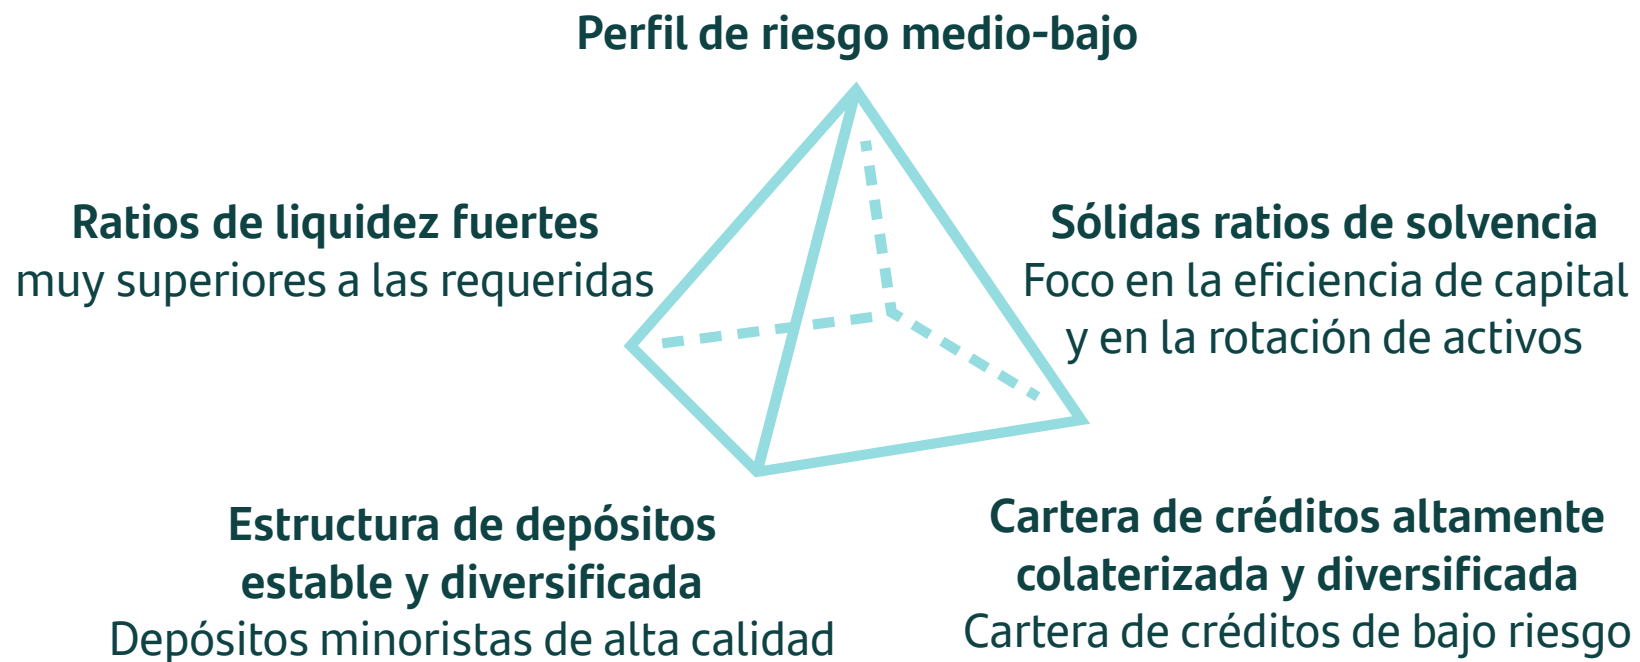 Perfil de riesgo medio-bajo
Ratios de liquidez fuertes
muy superiores a las requeridas
Sólidas ratios de solvencia
Foco en la eficiencia de capital
y en la rotación de activos
Estructura de depósitos
estable y diversificada
Depósitos minoristas de alta calidad
Cartera de créditos altamente
colaterizada y diversificada
Cartera de créditos de bajo riesgo